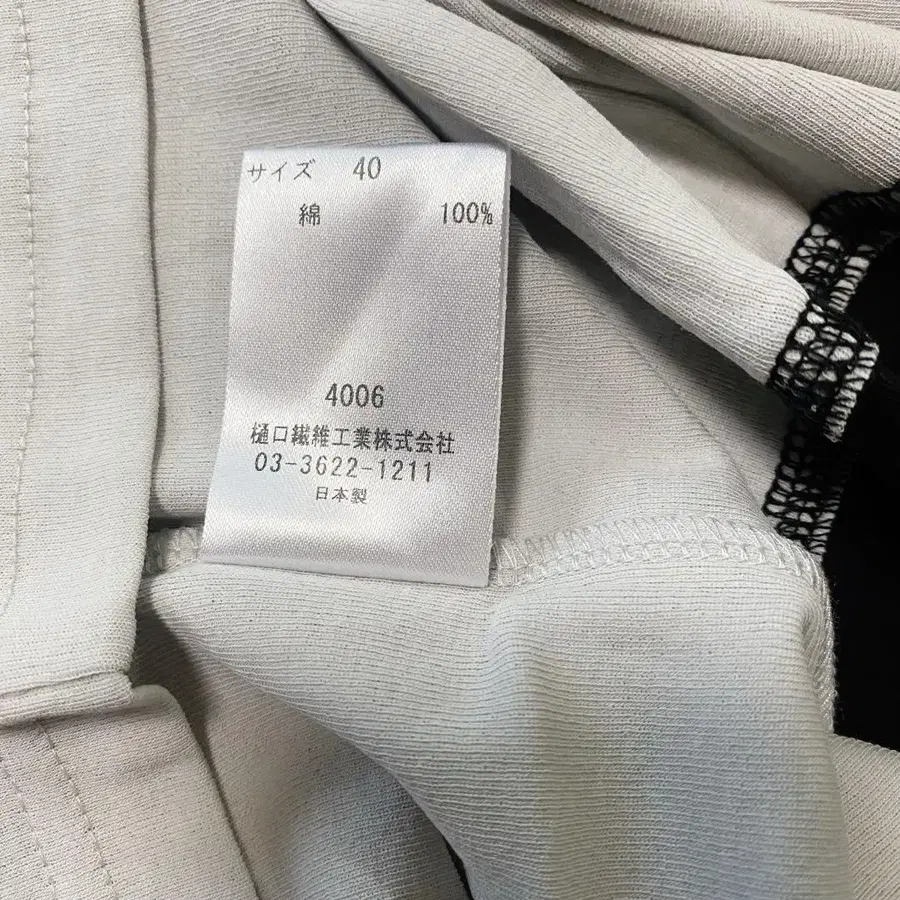 サイズ 40
綿 100%
4006
樋口繊維工業株式会社
03-3622-1211
日本製